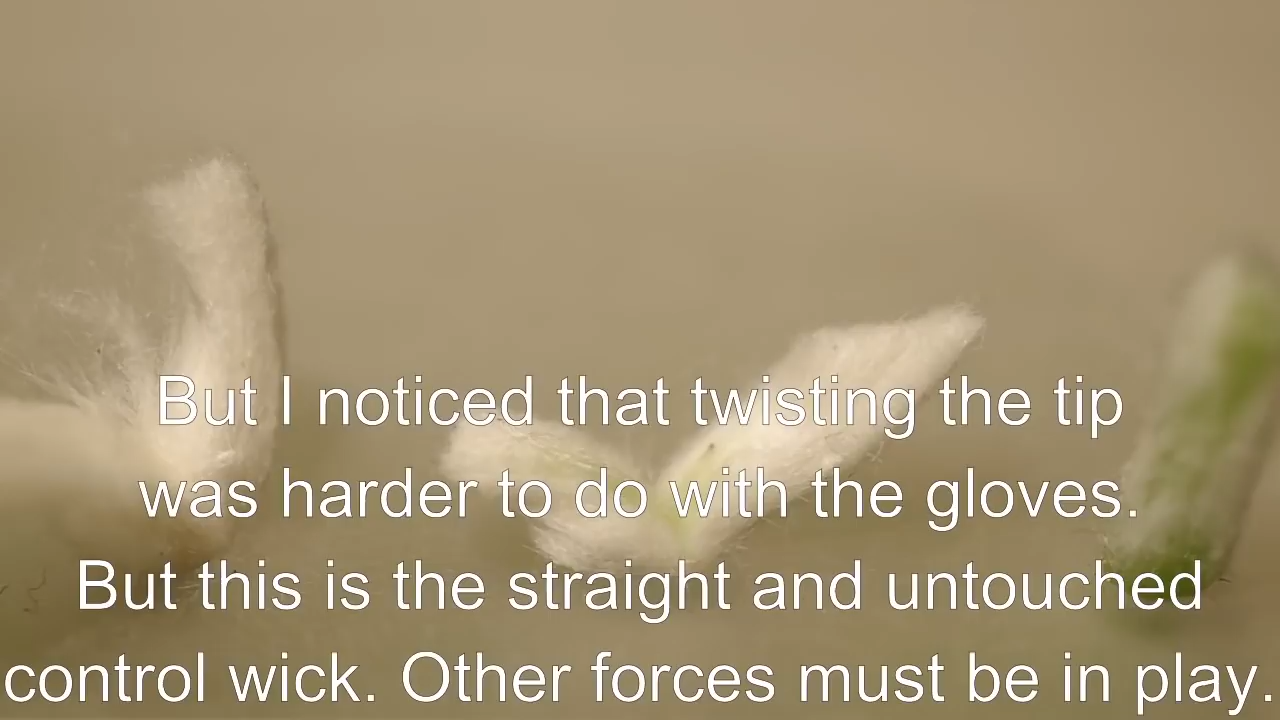 But I noticed that twisting the tip
was harder to do with the gloves.
But this is the straight and untouched
control wick. Other forces must be in play.